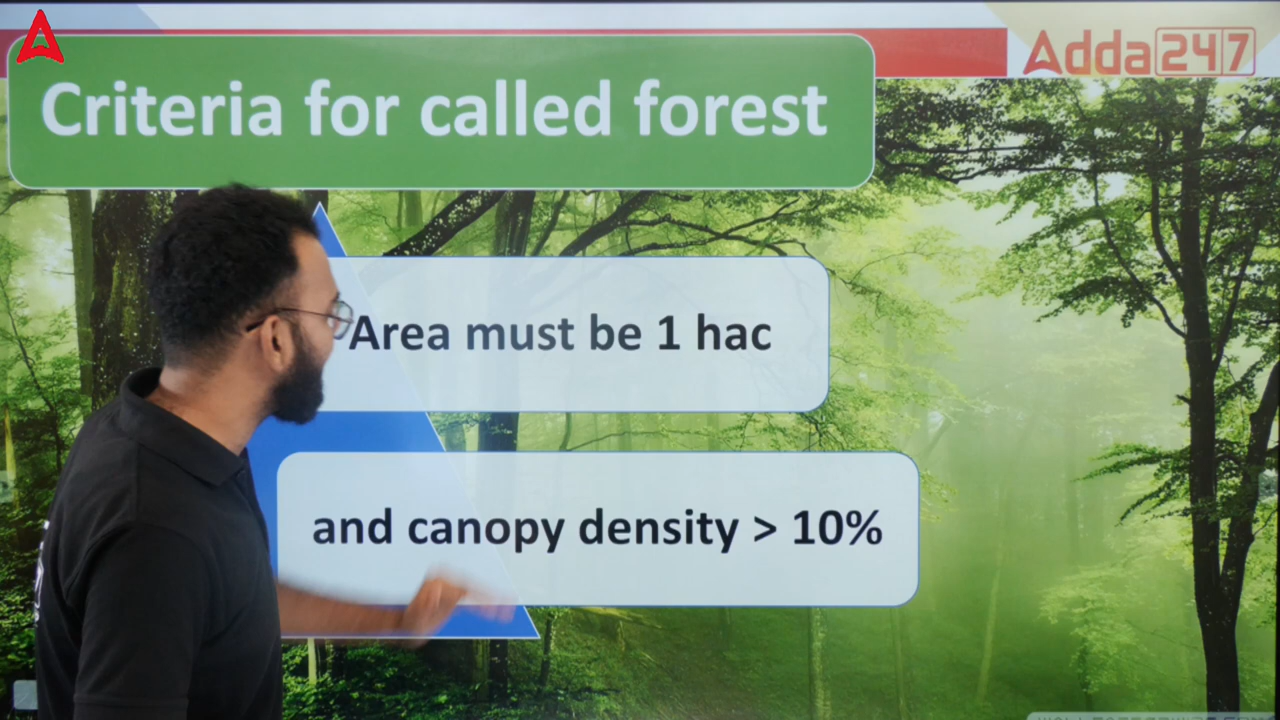 Adda247
Criteria for called forest
Area must be 1 hac
and canopy density > 10%